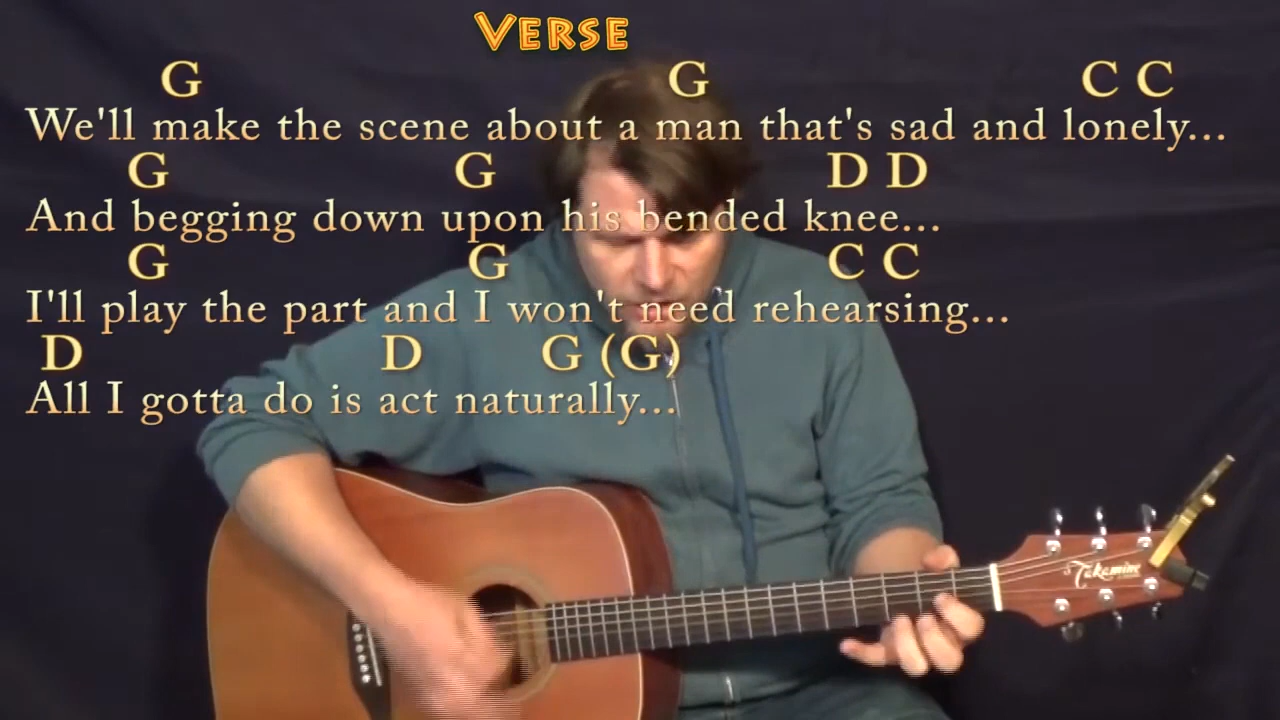 VERSE
G G C C
We'll make the scene about a man that's sad and lonely...
G G D D
And begging down upon his bended knee...
G G C C
I'll play the part and I won't need rehearsing...
D D G (G)
All I gotta do is act naturally...
Takamine